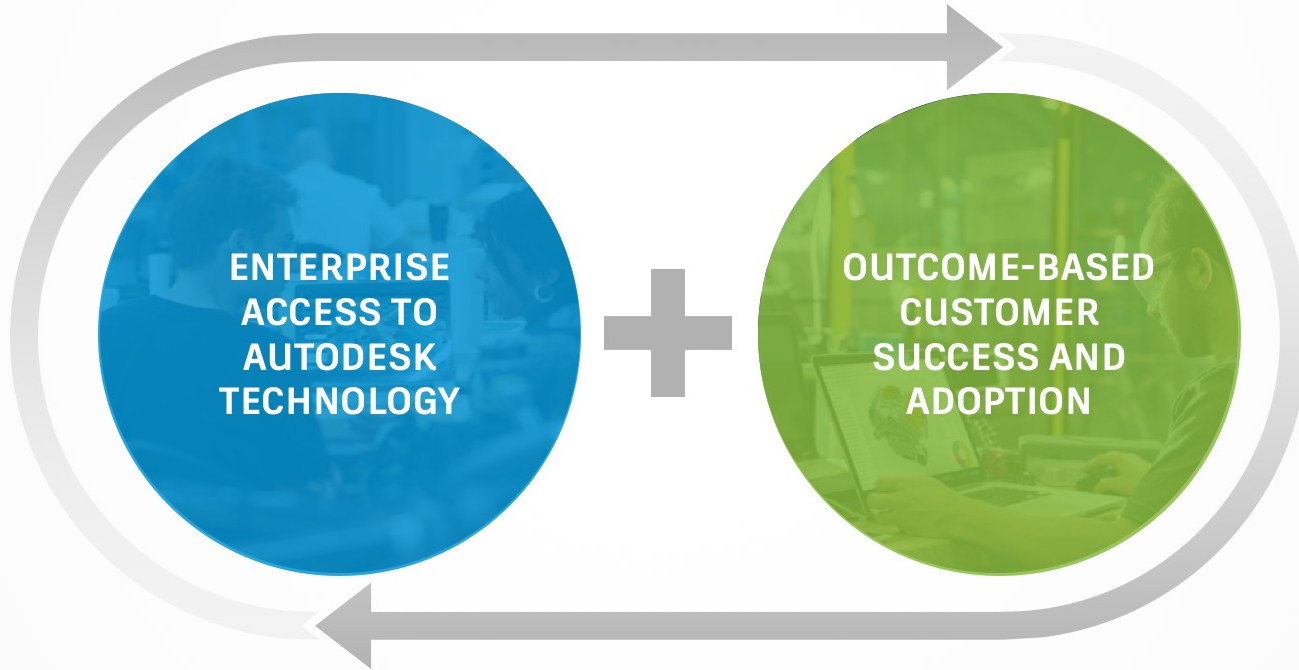 ENTERPRISE
ACCESS TO
AUTODESK
TECHNOLOGY
OUTCOME-BASED
CUSTOMER
SUCCESS AND
ADOPTION